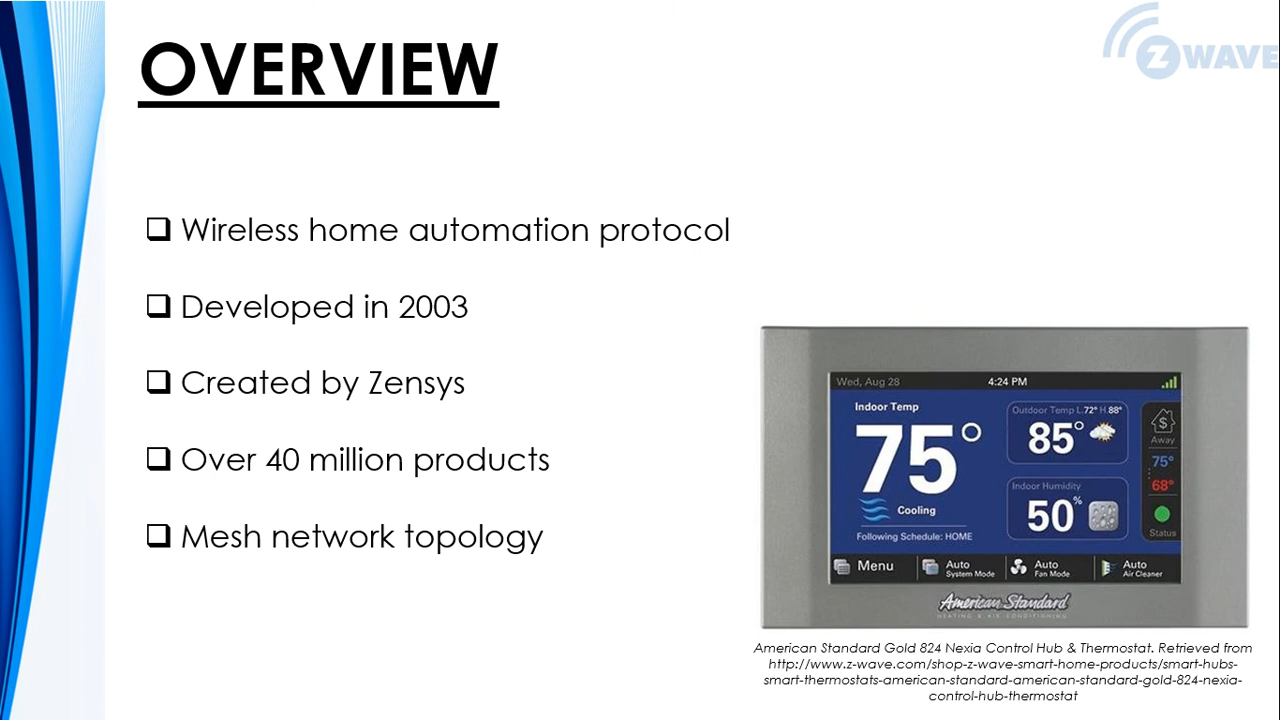 Z WAVE
OVERVIEW
❑ Wireless home automation protocol
❑ Developed in 2003
❑ Created by Zensys
❑ Over 40 million products
❑ Mesh network topology
Wed, Aug 28 4:24 PM
Indoor Temp
75°
Cooling
Following Schedule: HOME
Outdoor Temp L.72° H.88°
85°
Indoor Humidity
50%
$
Away
75°
68°
Status
Menu
Auto
System Mode
Auto
Fan Mode
Auto
Air Cleaner
American Standard
HEATING & AIR CONDITIONING
American Standard Gold 824 Nexia Control Hub & Thermostat. Retrieved from
http://www.z-wave.com/shop-z-wave-smart-home-products/smart-hubs-
smart-thermostats-american-standard-american-standard-gold-824-nexia-
control-hub-thermostat